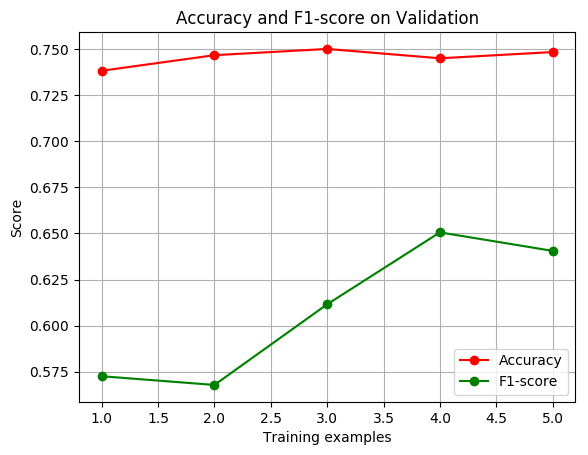 Accuracy and F1-score on Validation
0.750
0.725
0.700
0.675
0.650
0.625
0.600
0.575
Score
1.0 1.5 2.0 2.5 3.0 3.5 4.0 4.5 5.0
Training examples
Accuracy
F1-score